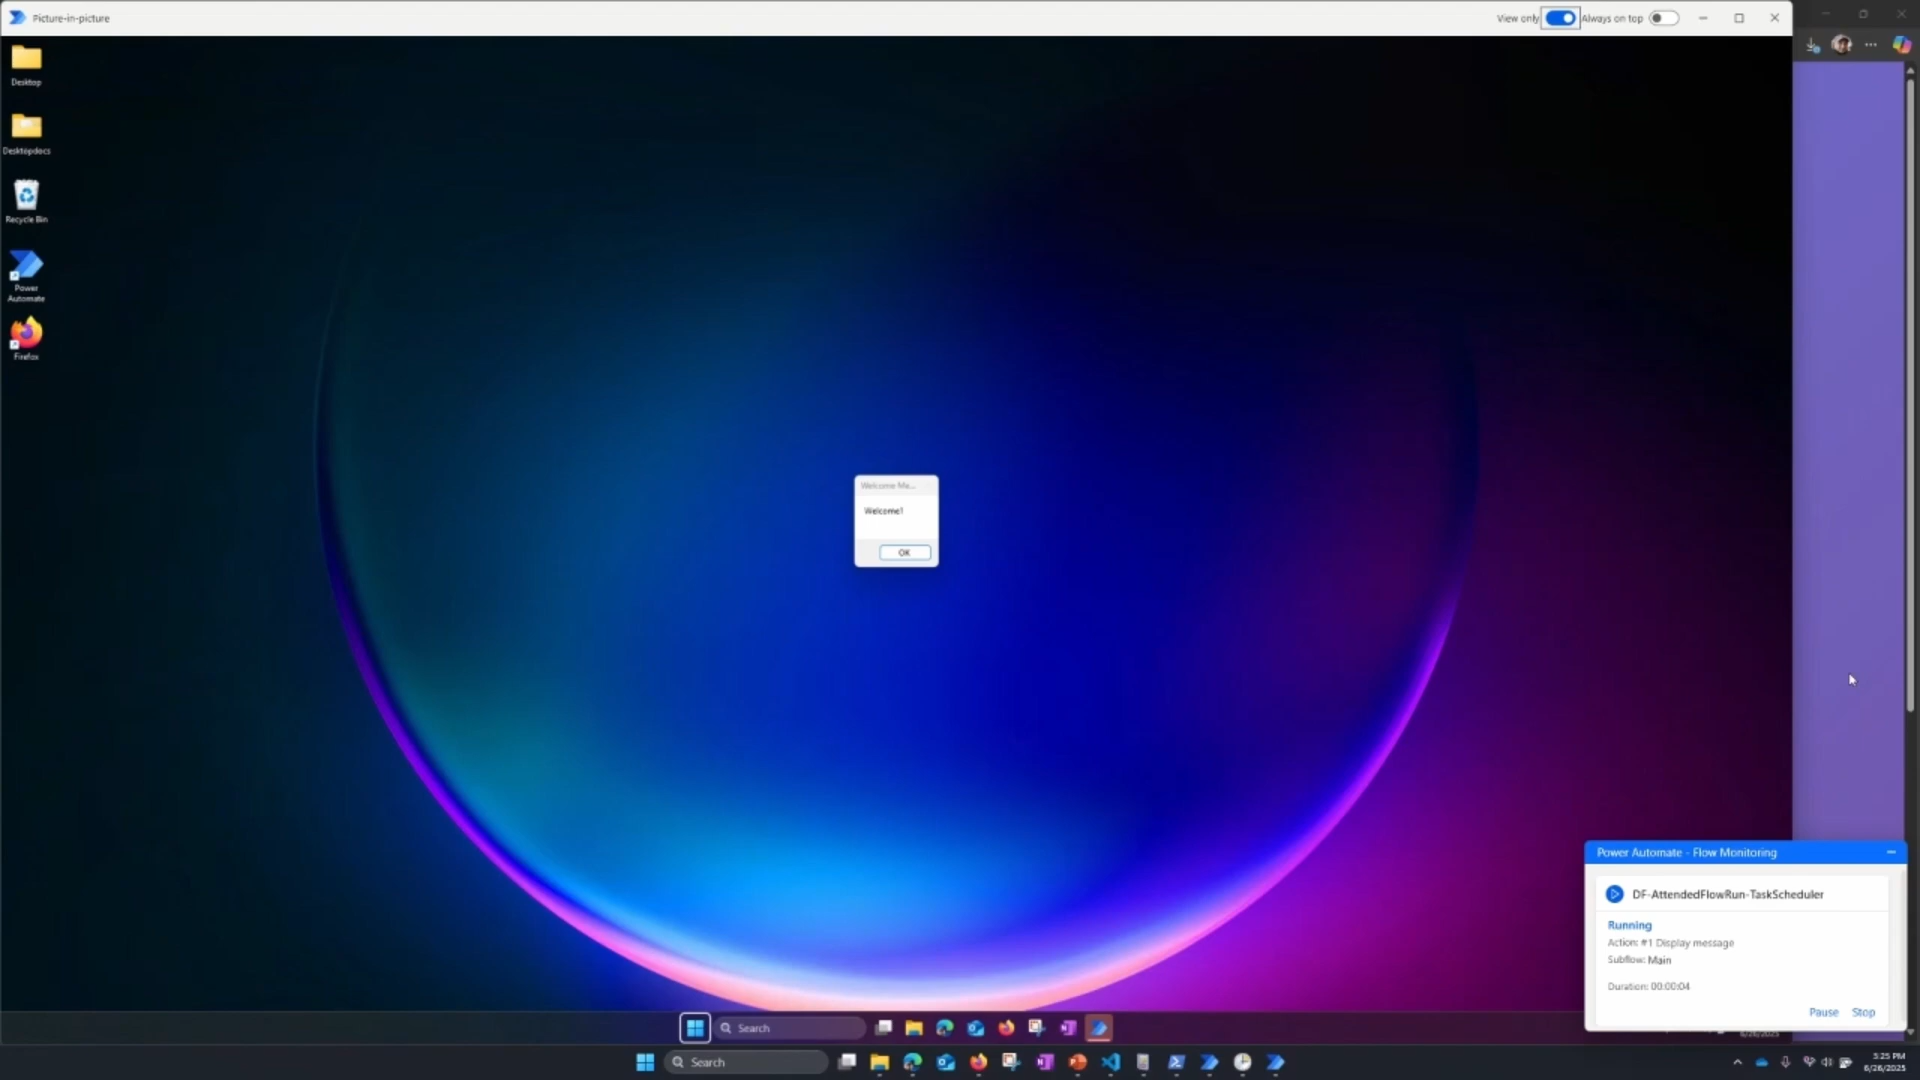 Picture-in-picture
View only
Always on top
Desktop
Desktopdocs
Recycle Bin
Power
Automate
Firefox
Welcome Me...
Welcome!
OK
Power Automate - Flow Monitoring
DF-AttendedFlowRun-TaskScheduler
Running
Action: #1 Display message
Subflow: Main
Duration: 00:00:04
Pause
Stop
Search
Search
3:25 PM
6/26/2025